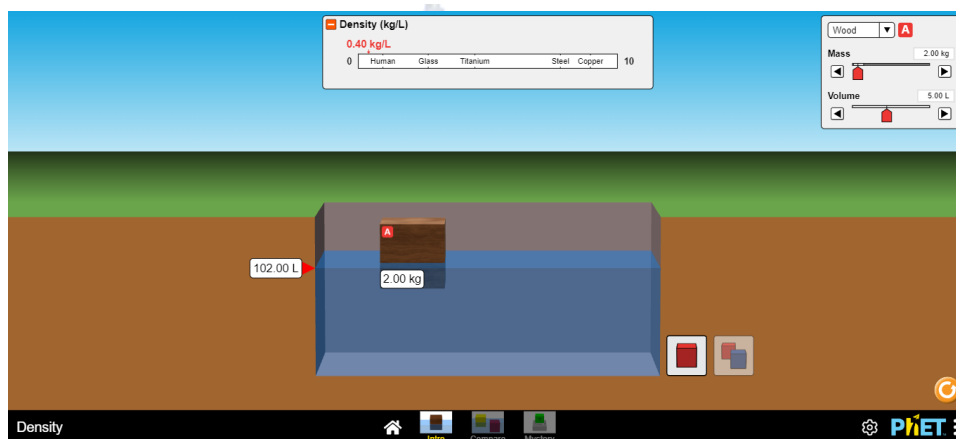 Density (kg/L)
0.40 kg/L
0 Human Glass Titanium Steel Copper 10
Wood A
Mass 2.00 kg
Volume 5.00 L
A
102.00 L
2.00 kg
Density
Intro Compare Mystery
PhET